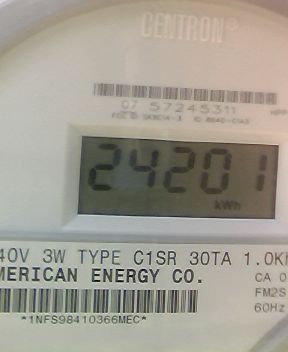 CENTRON®
07 57245311
24201
kWh
40V 3W TYPE C1SR 30TA 1.0K
MERICAN ENERGY CO.
CA 0
FM2S
60Hz
*1NFS98410366MEC*